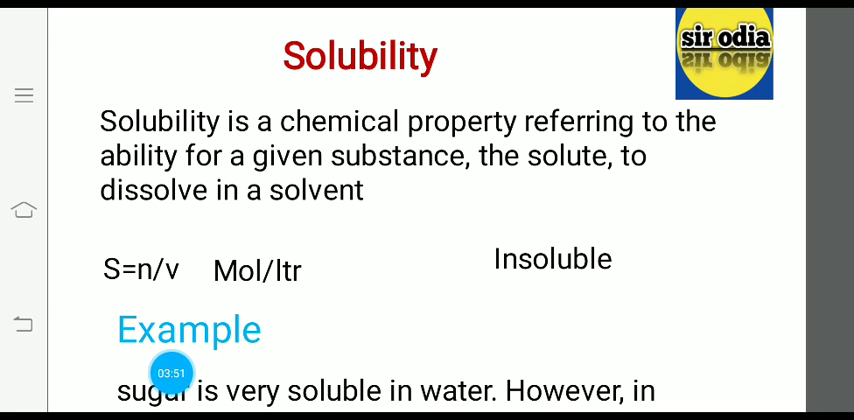 Solubility
sir odia
Solubility is a chemical property referring to the
ability for a given substance, the solute, to
dissolve in a solvent
S=n/v Mol/ltr
Insoluble
Example
03:51
sugar is very soluble in water. However, in